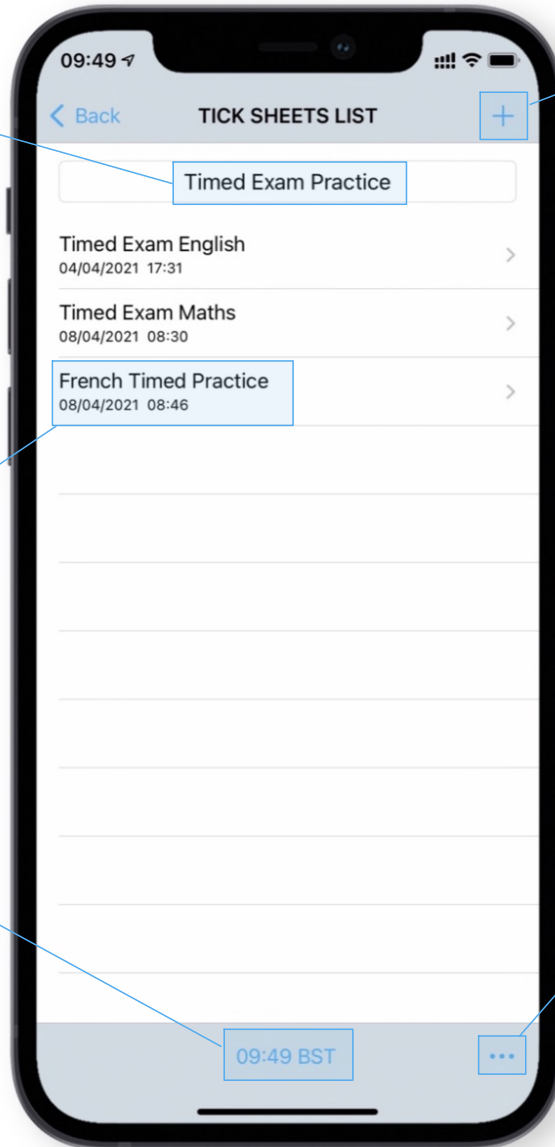 09:49
Back TICK SHEETS LIST +
Timed Exam Practice
Timed Exam English
04/04/2021 17:31
Timed Exam Maths
08/04/2021 08:30
French Timed Practice
08/04/2021 08:46
09:49 BST